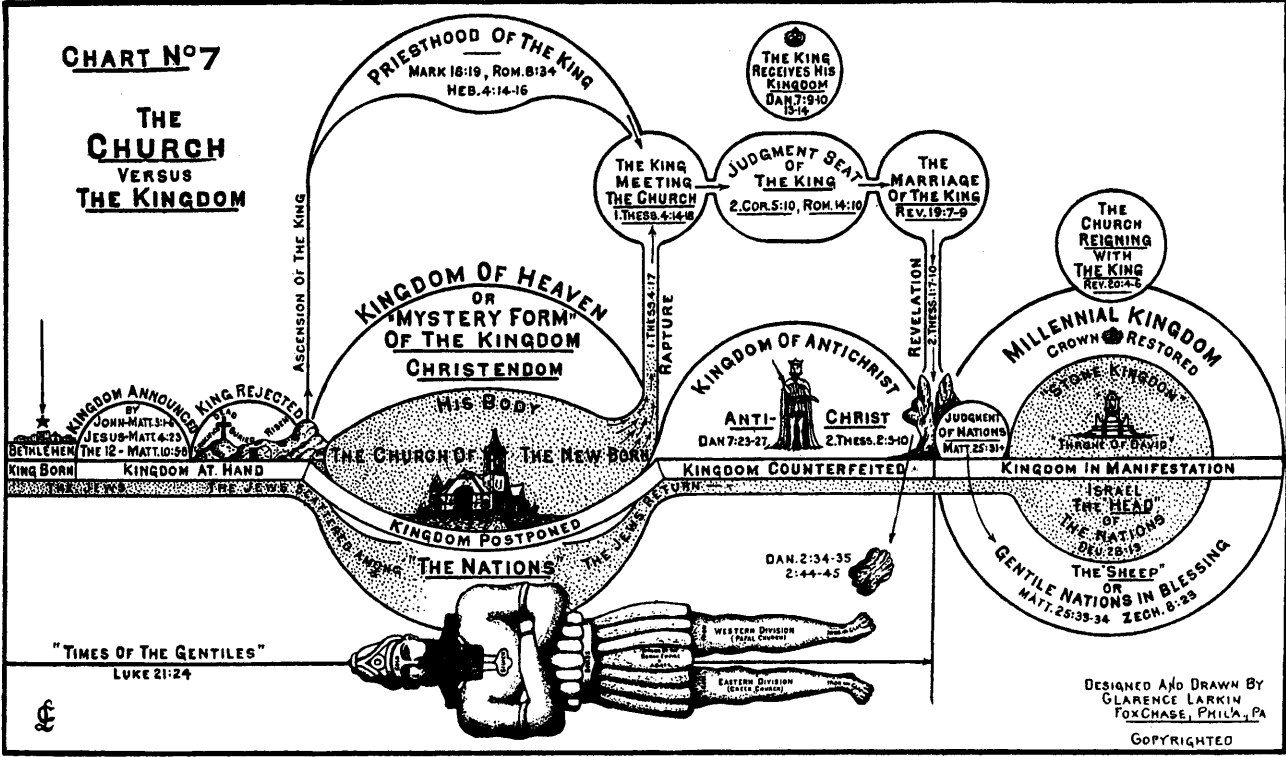 CHART NO 7
THE
CHURCH
VERSUS
THE KINGDOM
PRIESTHOOD OF THE KING
MARK 16:19, ROM. 8:34
HEB. 4:14-16
THE KING
RECEIVES HIS
KINGDOM
DAN. 7:9-10
13-14
THE KING
MEETING
THE CHURCH
1. THESS. 4:14-18
JUDGMENT SEAT
OF
THE KING
2. COR. 5:10, ROM. 14:10
THE
MARRIAGE
OF THE KING
REV. 19:7-9
THE
CHURCH
REIGNING
WITH
THE KING
REV. 20:4-6
ASCENSION OF THE KING
KINGDOM OF HEAVEN
OR
"MYSTERY FORM"
OF THE KINGDOM
CHRISTENDOM
1. THESS. 4:17
RAPTURE
REVELATION
2. THESS. 1:7-10
KINGDOM OF ANTICHRIST
ANTI- CHRIST
DAN 7:23-27, 2. THESS. 2:3-10
MILLENNIAL KINGDOM
CROWN RESTORED
"STONE KINGDOM"
"THRONE OF DAVID"
KINGDOM ANNOUNCED
BY
JOHN-MATT. 3:1-6
JESUS-MATT. 4:23
THE 12-MATT. 10:5-8
KING REJECTED
DEAD
BURIED
RISEN
BETHLEHEM
HIS BODY
THE CHURCH OF THE NEW BORN
JUDGMENT
OF NATIONS
MATT. 25:31-
KING BORN
KINGDOM AT HAND
KINGDOM POSTPONED
KINGDOM COUNTERFEITED
KINGDOM IN MANIFESTATION
THE JEWS
THE JEWS
SCATTERED AMONG
"THE NATIONS"
THE JEWS RETURN
ISRAEL
THE "HEAD"
OF
THE NATIONS
DEU. 28:13
THE "SHEEP"
OR
GENTILE NATIONS IN BLESSING
MATT. 25:33-34 ZECH. 8:23
DAN. 2:34-35
2:44-45
WESTERN DIVISION
(PAPAL CHURCH)
EASTERN DIVISION
(GREEK CHURCH)
"TIMES OF THE GENTILES"
LUKE 21:24
DESIGNED AND DRAWN BY
CLARENCE LARKIN
FOX CHASE, PHIL'A., PA
COPYRIGHTED